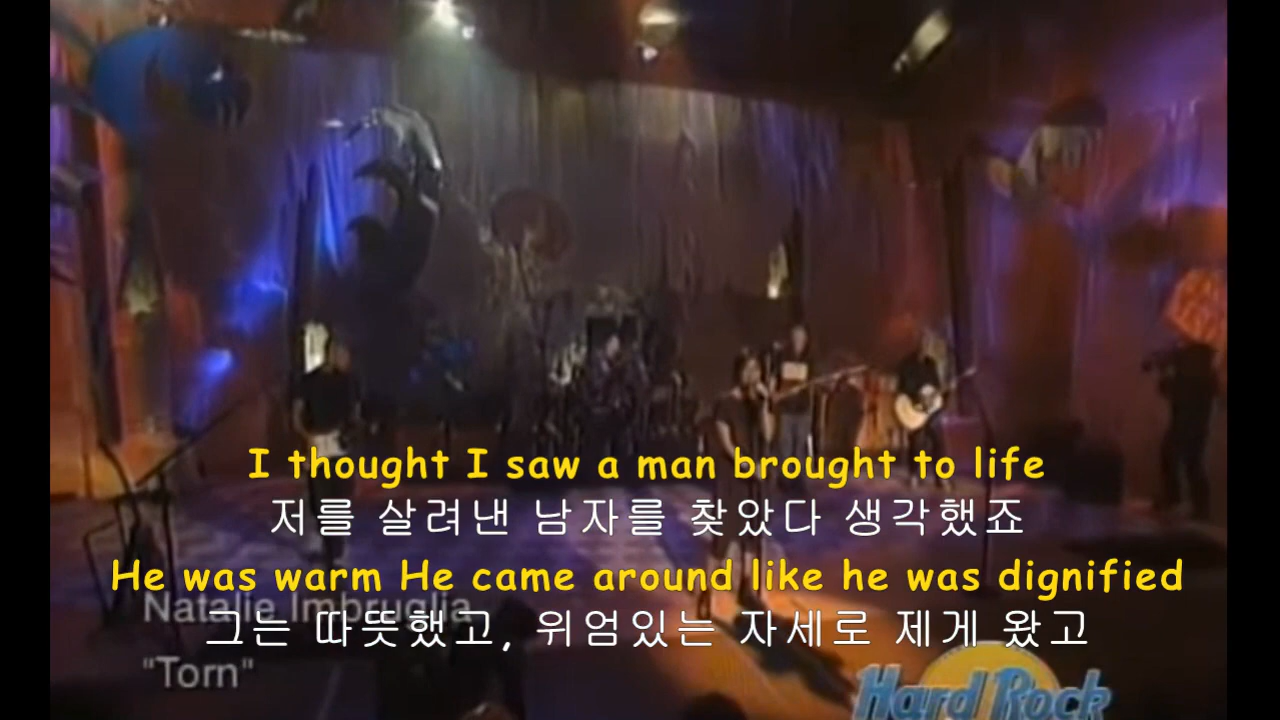 I thought I saw a man brought to life
저를 살려낸 남자를 찾았다 생각했죠
He was warm He came around like he was dignified
Natalie Imbruglia
그는 따뜻했고, 위엄있는 자세로 제게 왔고
"Torn"
Hard Rock